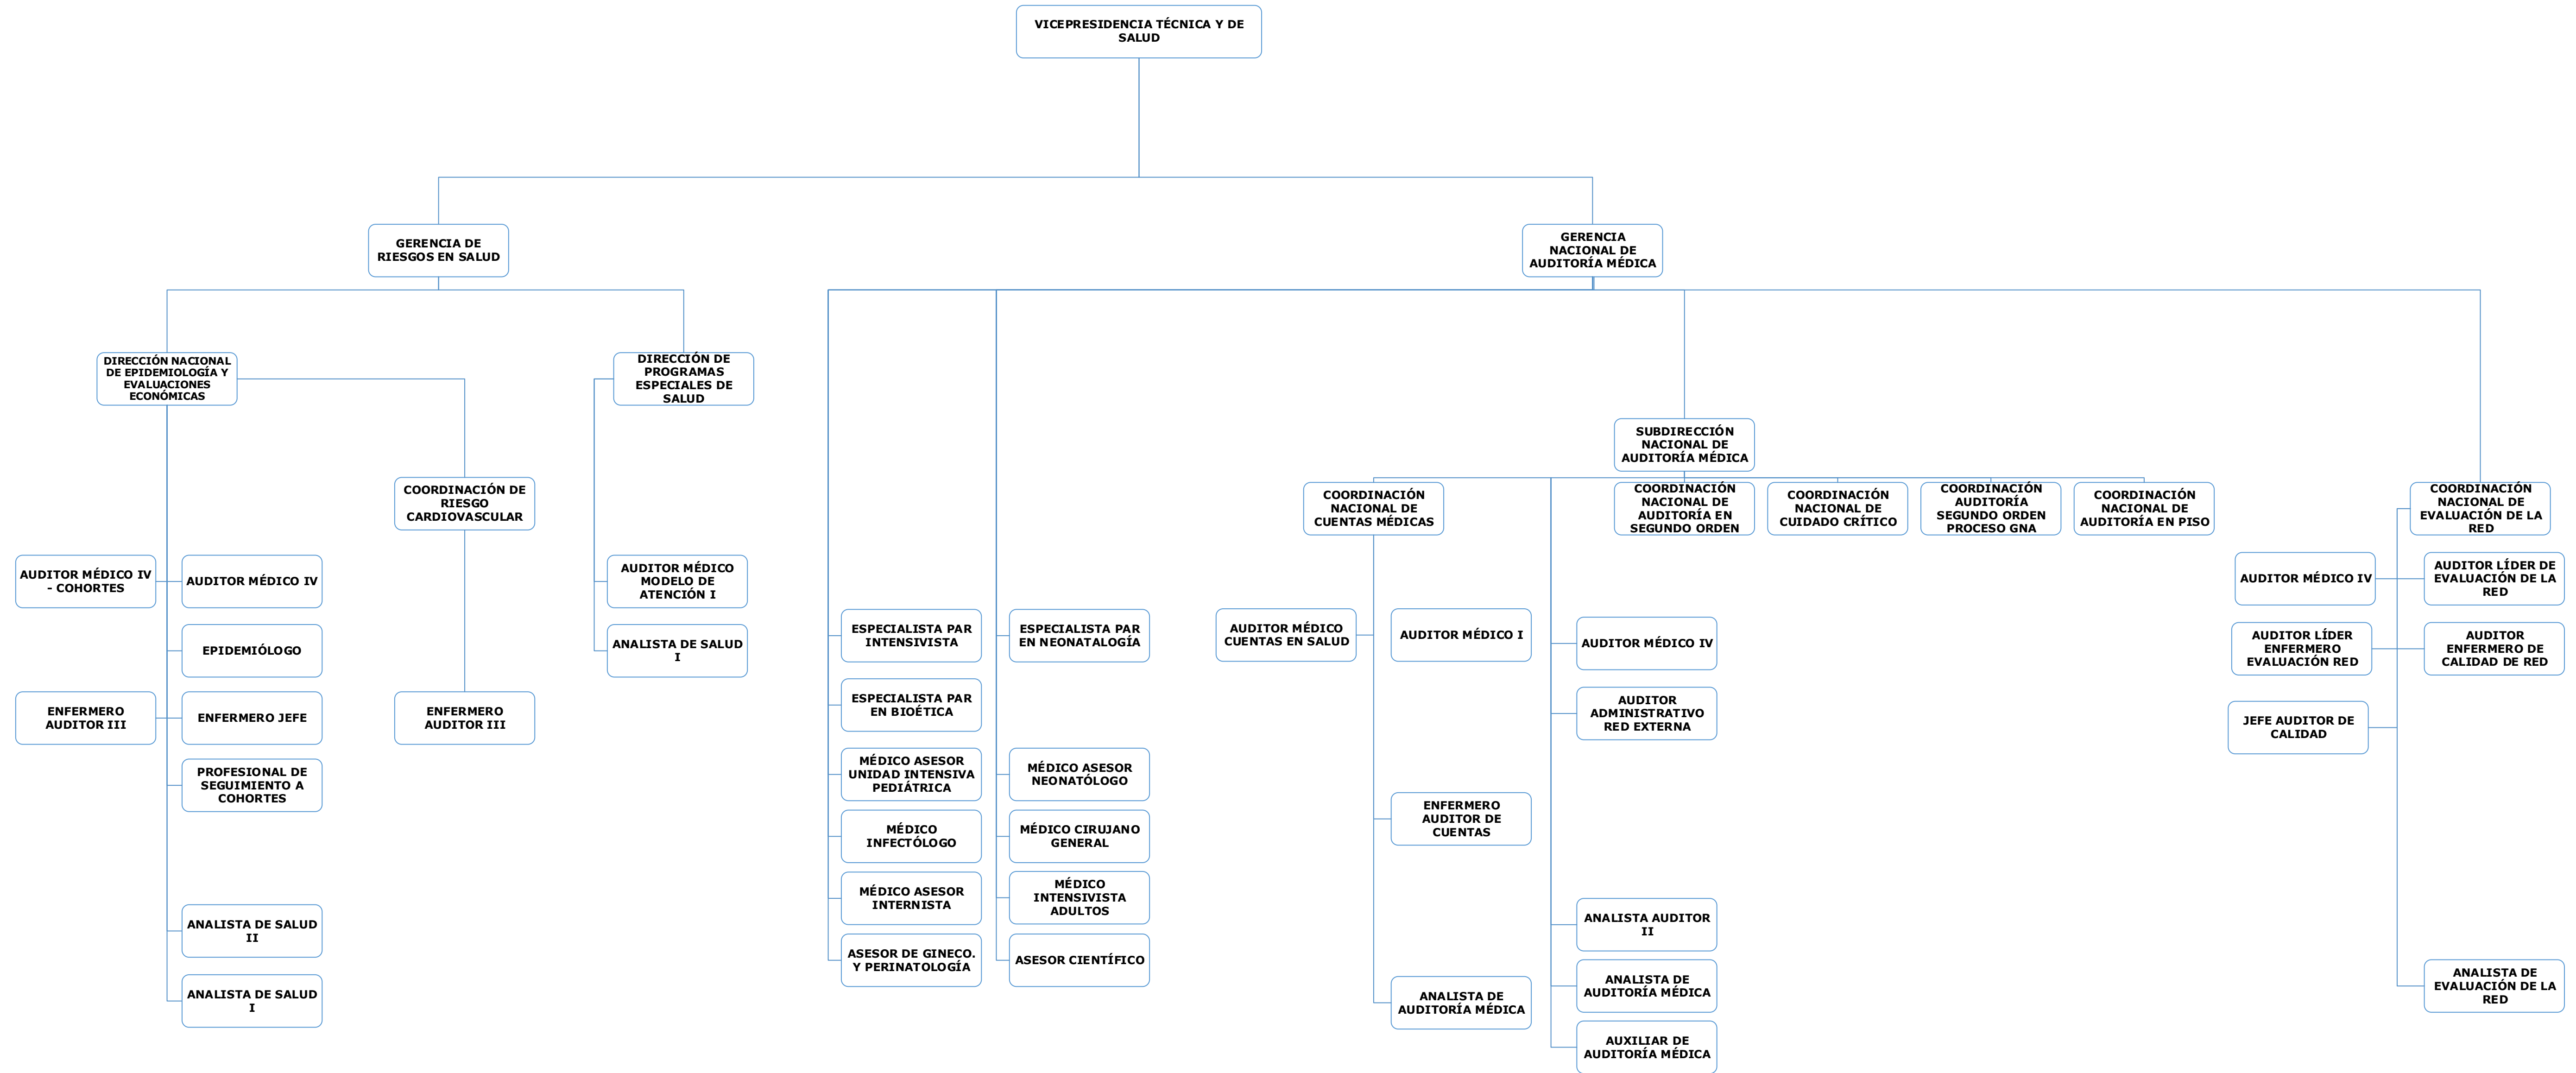 VICEPRESIDENCIA TÉCNICA Y DE
SALUD
GERENCIA DE
RIESGOS EN SALUD
GERENCIA
NACIONAL DE
AUDITORÍA MÉDICA
DIRECCIÓN NACIONAL
DE EPIDEMIOLOGÍA Y
EVALUACIONES
ECONÓMICAS
DIRECCIÓN DE
PROGRAMAS
ESPECIALES DE
SALUD
SUBDIRECCIÓN
NACIONAL DE
AUDITORÍA MÉDICA
COORDINACIÓN DE
RIESGO
CARDIOVASCULAR
COORDINACIÓN
NACIONAL DE
CUENTAS MÉDICAS
COORDINACIÓN
NACIONAL DE
AUDITORÍA EN
SEGUNDO ORDEN
COORDINACIÓN
NACIONAL DE
CUIDADO CRÍTICO
COORDINACIÓN
AUDITORÍA
SEGUNDO ORDEN
PROCESO GNA
COORDINACIÓN
NACIONAL DE
AUDITORÍA EN PISO
COORDINACIÓN
NACIONAL DE
EVALUACIÓN DE LA
RED
AUDITOR MÉDICO IV
- COHORTES
AUDITOR MÉDICO IV
EPIDEMIÓLOGO
ENFERMERO
AUDITOR III
ENFERMERO JEFE
PROFESIONAL DE
SEGUIMIENTO A
COHORTES
ANALISTA DE SALUD
II
ANALISTA DE SALUD
I
ENFERMERO
AUDITOR III
AUDITOR MÉDICO
MODELO DE
ATENCIÓN I
ANALISTA DE SALUD
I
ESPECIALISTA PAR
INTENSIVISTA
ESPECIALISTA PAR
EN NEONATALOGÍA
ESPECIALISTA PAR
EN BIOÉTICA
MÉDICO ASESOR
UNIDAD INTENSIVA
PEDIÁTRICA
MÉDICO ASESOR
NEONATÓLOGO
MÉDICO
INFECTÓLOGO
MÉDICO CIRUJANO
GENERAL
MÉDICO ASESOR
INTERNISTA
MÉDICO
INTENSIVISTA
ADULTOS
ASESOR DE GINECO.
Y PERINATOLOGÍA
ASESOR CIENTÍFICO
AUDITOR MÉDICO
CUENTAS EN SALUD
AUDITOR MÉDICO I
ENFERMERO
AUDITOR DE
CUENTAS
ANALISTA DE
AUDITORÍA MÉDICA
AUDITOR MÉDICO IV
AUDITOR
ADMINISTRATIVO
RED EXTERNA
ANALISTA AUDITOR
II
ANALISTA DE
AUDITORÍA MÉDICA
AUXILIAR DE
AUDITORÍA MÉDICA
AUDITOR MÉDICO IV
AUDITOR LÍDER DE
EVALUACIÓN DE LA
RED
AUDITOR LÍDER
ENFERMERO
EVALUACIÓN RED
AUDITOR
ENFERMERO DE
CALIDAD DE RED
JEFE AUDITOR DE
CALIDAD
ANALISTA DE
EVALUACIÓN DE LA
RED